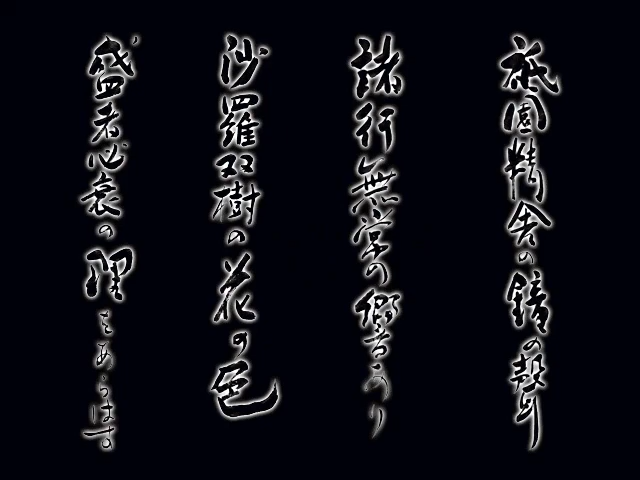 祇園精舎の鐘の聲
諸行無常の響あり
沙羅双樹の花の色
盛者必衰の理をあらはす